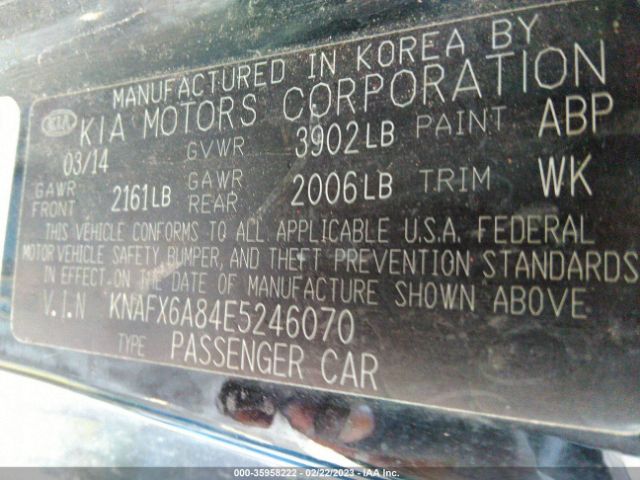 MANUFACTURED IN KOREA BY
KIA KIA MOTORS CORPORATION
03/14 GVWR 3902LB PAINT ABP
GAWR FRONT 2161LB GAWR REAR 2006LB TRIM WK
THIS VEHICLE CONFORMS TO ALL APPLICABLE U.S.A. FEDERAL
MOTOR VEHICLE SAFETY, BUMPER, AND THEFT PREVENTION STANDARDS
IN EFFECT ON THE DATE OF MANUFACTURE SHOWN ABOVE
V.I.N KNAFX6A84E5246070
TYPE PASSENGER CAR
000-35958222 - 02/22/2023 - IAA Inc.